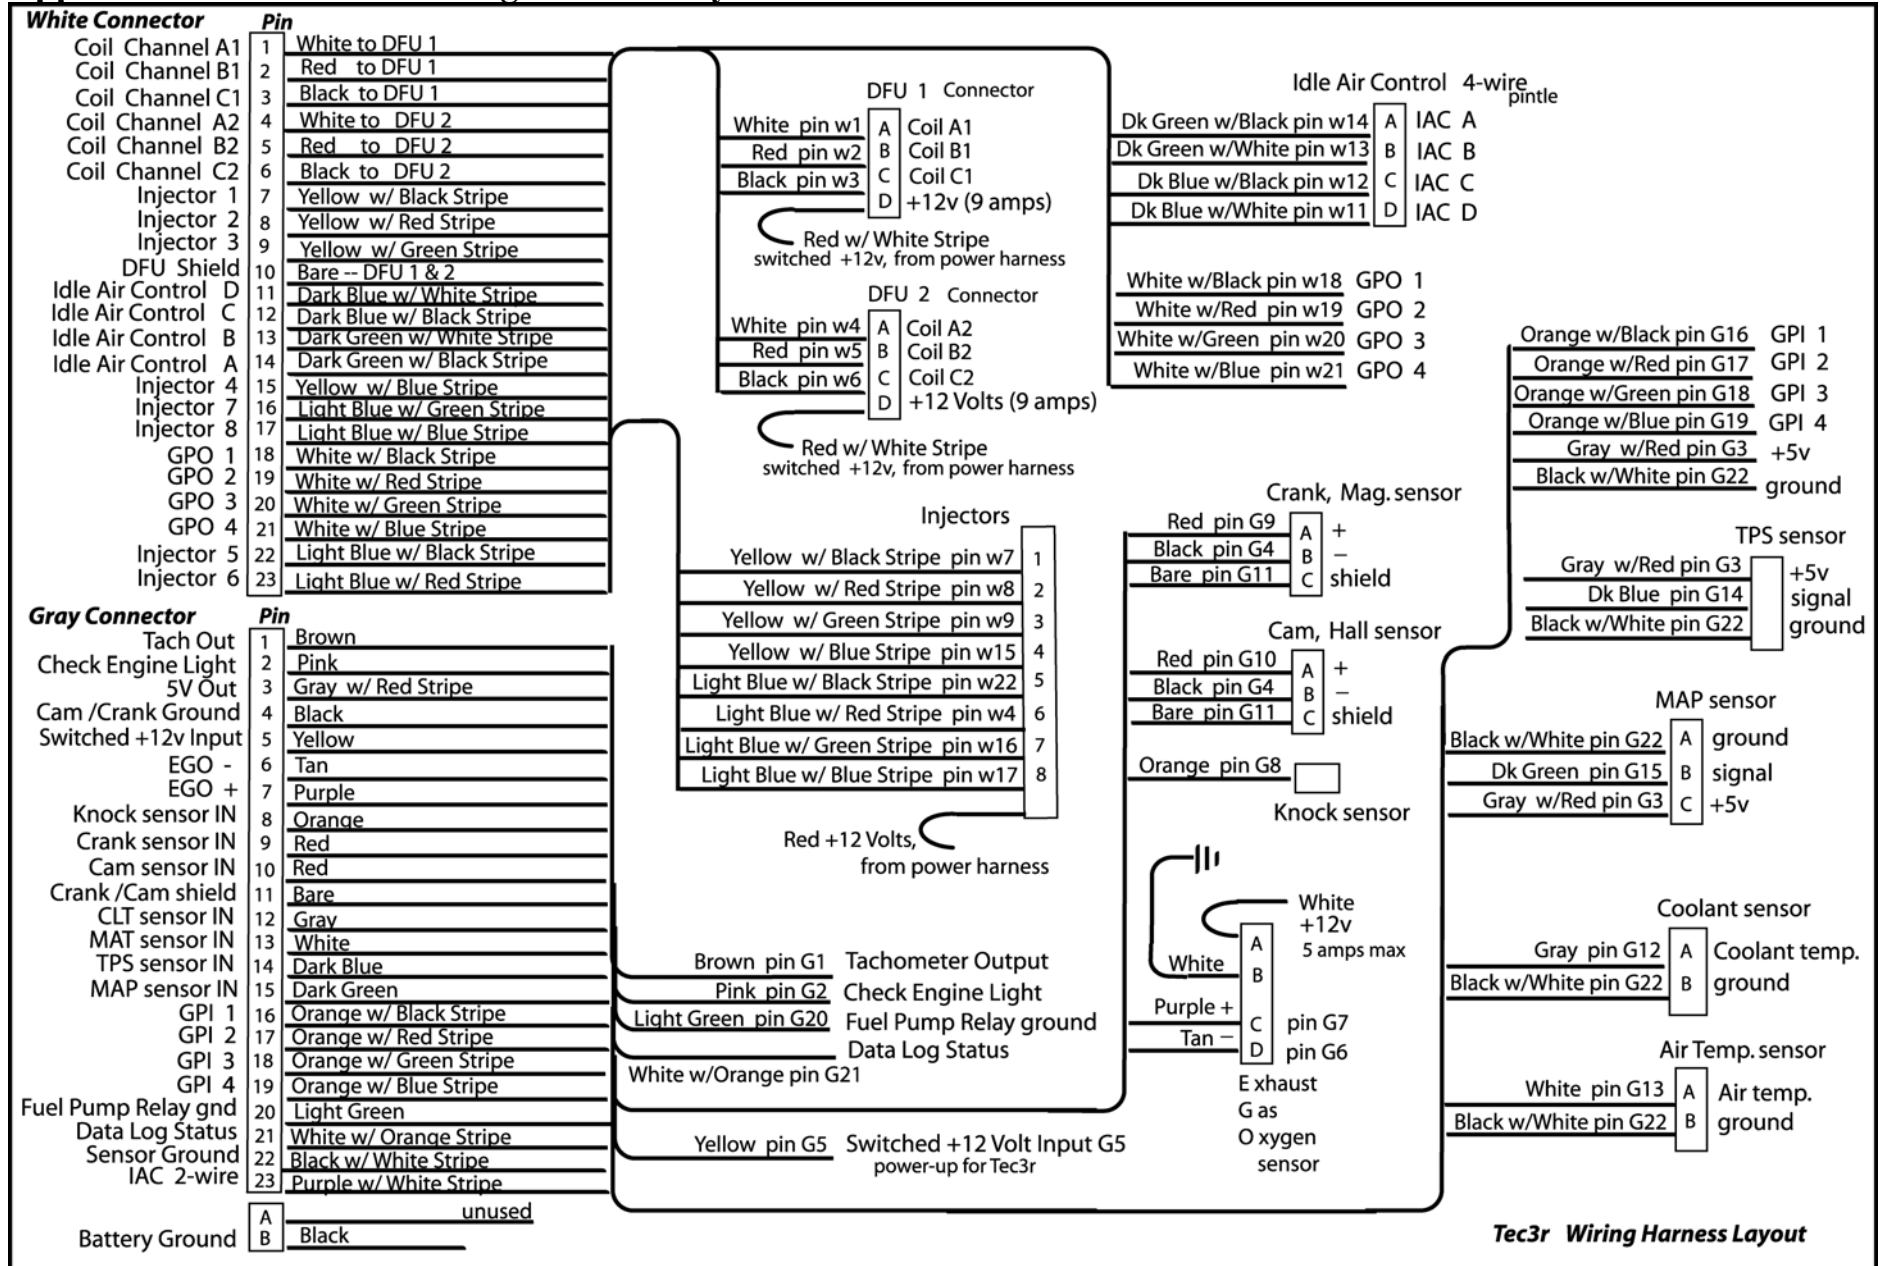 White Connector Pin
Coil Channel A1 1 White to DFU 1
Coil Channel B1 2 Red to DFU 1
Coil Channel C1 3 Black to DFU 1
Coil Channel A2 4 White to DFU 2
Coil Channel B2 5 Red to DFU 2
Coil Channel C2 6 Black to DFU 2
Injector 1 7 Yellow w/ Black Stripe
Injector 2 8 Yellow w/ Red Stripe
Injector 3 9 Yellow w/ Green Stripe
DFU Shield 10 Bare -- DFU 1 & 2
Idle Air Control D 11 Dark Blue w/ White Stripe
Idle Air Control C 12 Dark Blue w/ Black Stripe
Idle Air Control B 13 Dark Green w/ White Stripe
Idle Air Control A 14 Dark Green w/ Black Stripe
Injector 4 15 Yellow w/ Blue Stripe
Injector 7 16 Light Blue w/ Green Stripe
Injector 8 17 Light Blue w/ Blue Stripe
GPO 1 18 White w/ Black Stripe
GPO 2 19 White w/ Red Stripe
GPO 3 20 White w/ Green Stripe
GPO 4 21 White w/ Blue Stripe
Injector 5 22 Light Blue w/ Black Stripe
Injector 6 23 Light Blue w/ Red Stripe
Gray Connector Pin
Tach Out 1 Brown
Check Engine Light 2 Pink
5V Out 3 Gray w/ Red Stripe
Cam /Crank Ground 4 Black
Switched +12v Input 5 Yellow
EGO - 6 Tan
EGO + 7 Purple
Knock sensor IN 8 Orange
Crank sensor IN 9 Red
Cam sensor IN 10 Red
Crank /Cam shield 11 Bare
CLT sensor IN 12 Gray
MAT sensor IN 13 White
TPS sensor IN 14 Dark Blue
MAP sensor IN 15 Dark Green
GPI 1 16 Orange w/ Black Stripe
GPI 2 17 Orange w/ Red Stripe
GPI 3 18 Orange w/ Green Stripe
GPI 4 19 Orange w/ Blue Stripe
Fuel Pump Relay gnd 20 Light Green
Data Log Status 21 White w/ Orange Stripe
Sensor Ground 22 Black w/ White Stripe
IAC 2-wire 23 Purple w/ White Stripe
A unused
Battery Ground B Black
DFU 1 Connector
White pin w1 A Coil A1
Red pin w2 B Coil B1
Black pin w3 C Coil C1
D +12v (9 amps)
Red w/ White Stripe
switched +12v, from power harness
DFU 2 Connector
White pin w4 A Coil A2
Red pin w5 B Coil B2
Black pin w6 C Coil C2
D +12 Volts (9 amps)
Red w/ White Stripe
switched +12v, from power harness
Injectors
Yellow w/ Black Stripe pin w7 1
Yellow w/ Red Stripe pin w8 2
Yellow w/ Green Stripe pin w9 3
Yellow w/ Blue Stripe pin w15 4
Light Blue w/ Black Stripe pin w22 5
Light Blue w/ Red Stripe pin w4 6
Light Blue w/ Green Stripe pin w16 7
Light Blue w/ Blue Stripe pin w17 8
Red +12 Volts,
from power harness
Brown pin G1 Tachometer Output
Pink pin G2 Check Engine Light
Light Green pin G20 Fuel Pump Relay ground
Data Log Status
White w/Orange pin G21
Yellow pin G5 Switched +12 Volt Input G5
power-up for Tec3r
Idle Air Control 4-wire
pintle
Dk Green w/Black pin w14 A IAC A
Dk Green w/White pin w13 B IAC B
Dk Blue w/Black pin w12 C IAC C
Dk Blue w/White pin w11 D IAC D
White w/Black pin w18 GPO 1
White w/Red pin w19 GPO 2
White w/Green pin w20 GPO 3
White w/Blue pin w21 GPO 4
Crank, Mag. sensor
Red pin G9 A +
Black pin G4 B –
Bare pin G11 C shield
Cam, Hall sensor
Red pin G10 A +
Black pin G4 B –
Bare pin G11 C shield
Orange pin G8
Knock sensor
White
+12v
5 amps max
A
White B
Purple + C pin G7
Tan – D pin G6
E xhaust
G as
O xygen
sensor
Orange w/Black pin G16 GPI 1
Orange w/Red pin G17 GPI 2
Orange w/Green pin G18 GPI 3
Orange w/Blue pin G19 GPI 4
Gray w/Red pin G3 +5v
Black w/White pin G22 ground
TPS sensor
Gray w/Red pin G3 +5v
Dk Blue pin G14 signal
Black w/White pin G22 ground
MAP sensor
Black w/White pin G22 A ground
Dk Green pin G15 B signal
Gray w/Red pin G3 C +5v
Coolant sensor
Gray pin G12 A Coolant temp.
Black w/White pin G22 B ground
Air Temp. sensor
White pin G13 A Air temp.
Black w/White pin G22 B ground
Tec3r Wiring Harness Layout